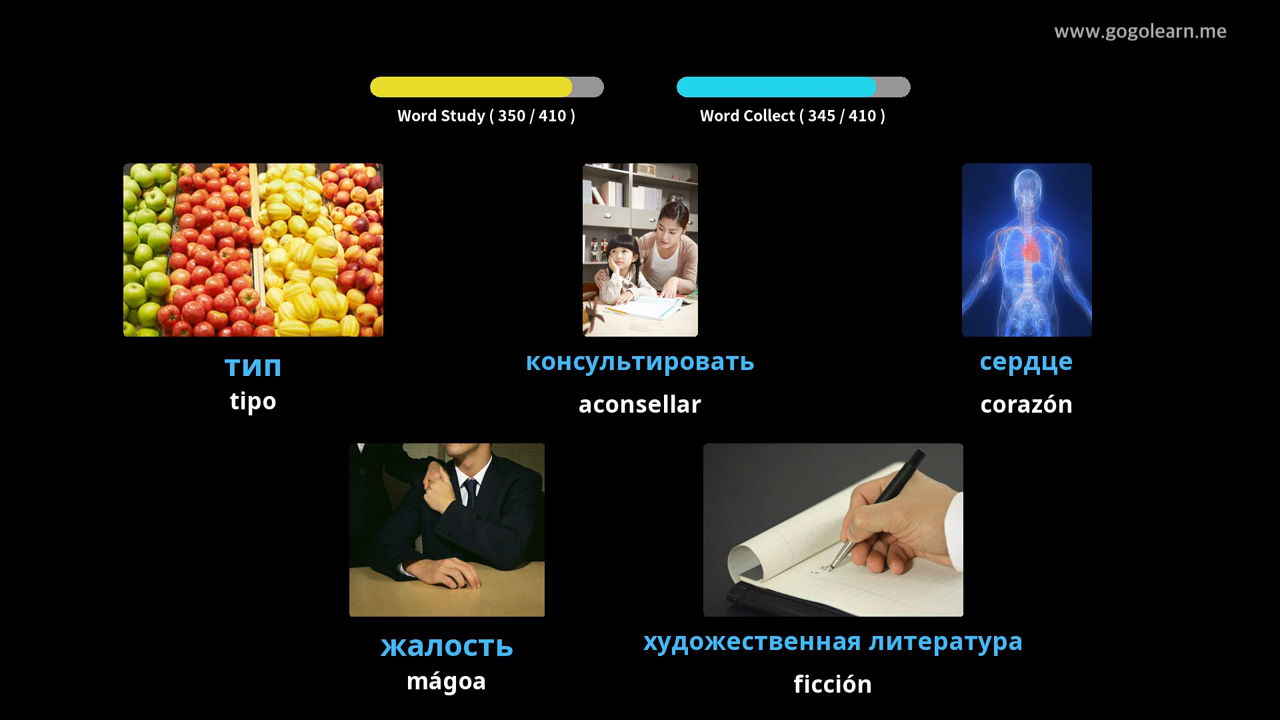 www.gogolearn.me
Word Study ( 350 / 410 )
Word Collect ( 345 / 410 )
тип
tipo
консультировать
aconsellar
сердце
corazón
жалость
mágoa
художественная литература
ficción